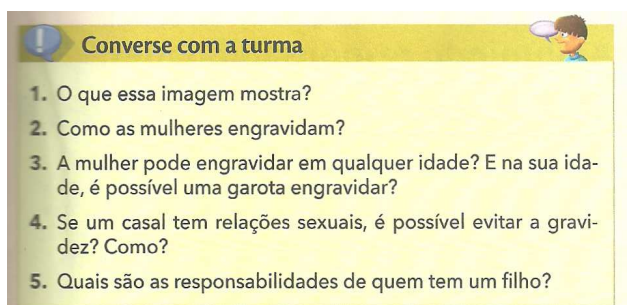 Converse com a turma
1. O que essa imagem mostra?
2. Como as mulheres engravidam?
3. A mulher pode engravidar em qualquer idade? E na sua ida-
de, é possível uma garota engravidar?
4. Se um casal tem relações sexuais, é possível evitar a gravi-
dez? Como?
5. Quais são as responsabilidades de quem tem um filho?